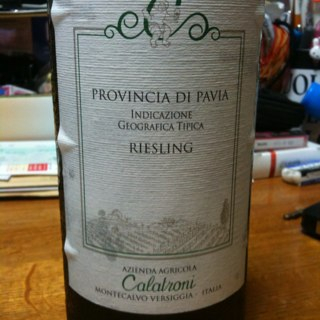 PROVINCIA DI PAVIA
INDICAZIONE
GEOGRAFICA TIPICA
RIESLING
AZIENDA AGRICOLA
Calatroni
MONTECALVO VERSIGGIA - ITALIA